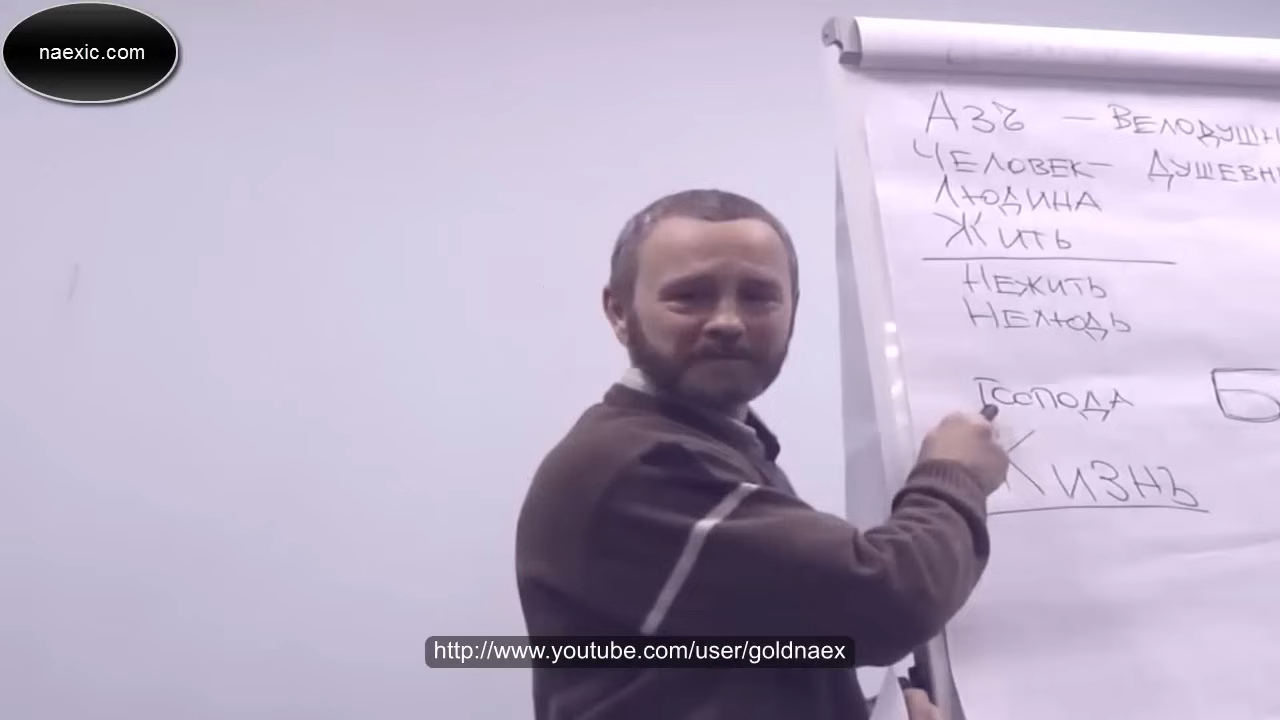 naexic.com
Азъ — Велодушн
Человек — Душевн
Людина
Жить
Нежить
Нелюдь
Господа
Б
Жизнъ
http://www.youtube.com/user/goldnaex